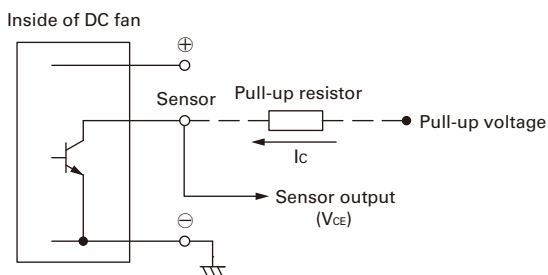 Inside of DC fan
⊕
Sensor
Pull-up resistor
Pull-up voltage
Ic
Sensor output
(VCE)
⊖